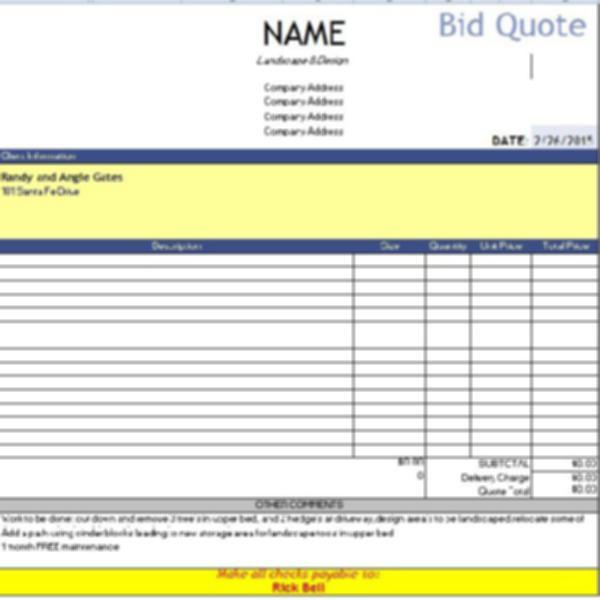 Bid Quote
NAME
Landscape & Design
Company Address
Company Address
Company Address
Company Address
DATE: 2/26/2015
Client Information
Randy and Angie Gates
101 Santa Fe Drive
Description Size Quantity Unit Price Total Price
$0.00 SUBTOTAL $0.00
0 Delivery Charge $0.00
Quote Total $0.00
OTHER COMMENTS
Work to be done: cut down and remove 3 trees in upper bed, and 2 hedges at driveway, design areas to be landscaped, relocate some of
Add a path using cinderblocks leading to new storage area for landscape tools in upper bed
1 month FREE maintenance
Make all checks payable to:
Rick Bell